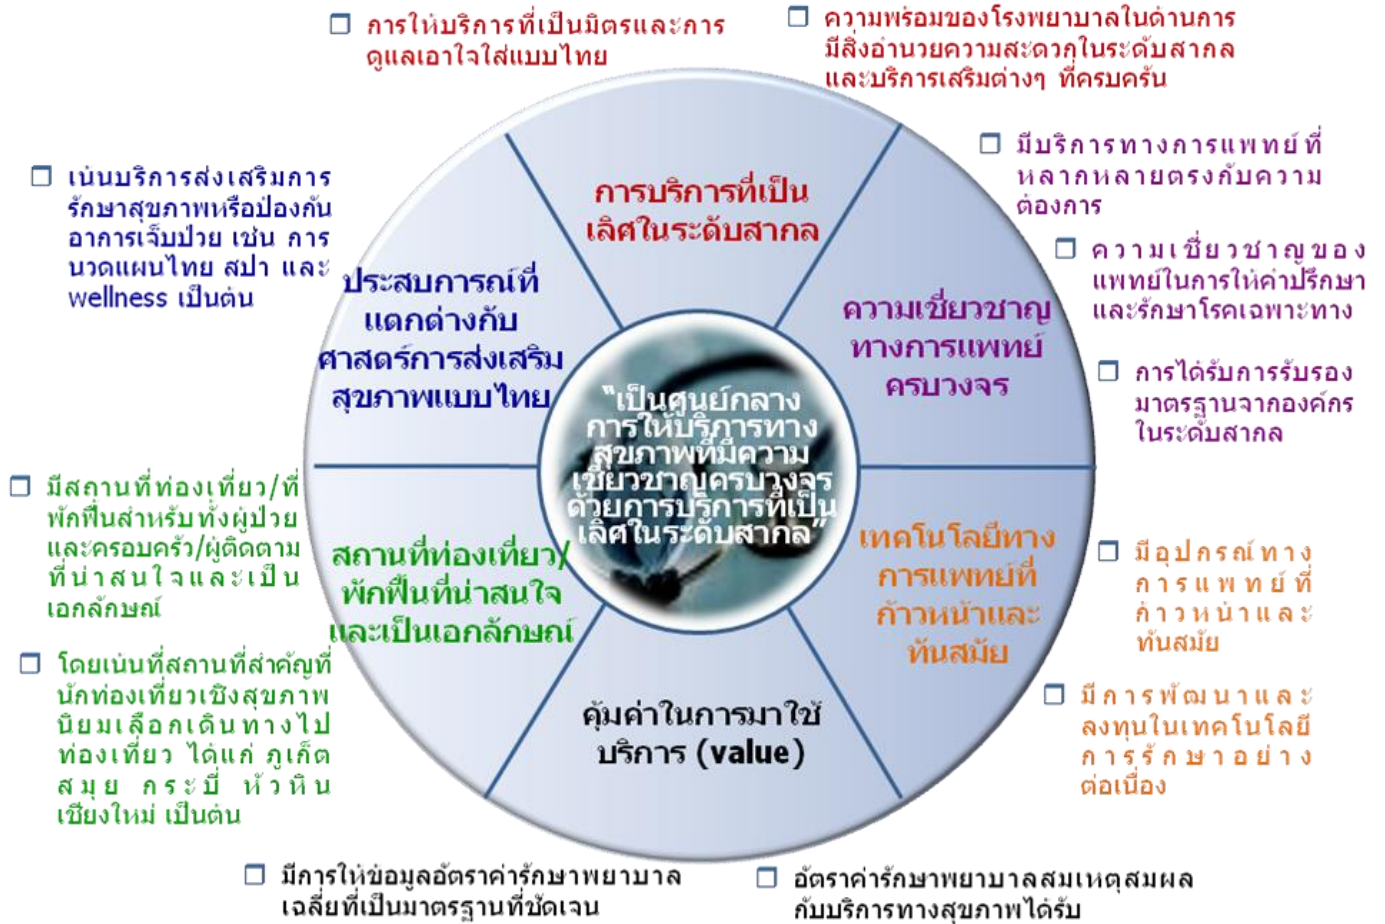 การให้บริการที่เป็นมิตรและการ
ดูแลเอาใจใส่แบบไทย
ความพร้อมของโรงพยาบาลในด้านการ
มีสิ่งอำนวยความสะดวกในระดับสากล
และบริการเสริมต่างๆ ที่ครบครัน
การบริการที่เป็น
เลิศในระดับสากล
มีบริการทางการแพทย์ที่
หลากหลายตรงกับความ
ต้องการ
ความเชี่ยวชาญของ
แพทย์ในการให้คำปรึกษา
และรักษาโรคเฉพาะทาง
การได้รับการรับรอง
มาตรฐานจากองค์กร
ในระดับสากล
ความเชี่ยวชาญ
ทางการแพทย์
ครบวงจร
เทคโนโลยีทาง
การแพทย์ที่
ก้าวหน้าและ
ทันสมัย
มีอุปกรณ์ทาง
การแพทย์ที่
ก้าวหน้าและ
ทันสมัย
มีการพัฒนาและ
ลงทุนในเทคโนโลยี
การรักษาอย่าง
ต่อเนื่อง
คุ้มค่าในการมาใช้
บริการ (value)
อัตราค่ารักษาพยาบาลสมเหตุสมผล
กับบริการทางสุขภาพได้รับ
มีการให้ข้อมูลอัตราค่ารักษาพยาบาล
เฉลี่ยที่เป็นมาตรฐานที่ชัดเจน
สถานที่ท่องเที่ยว/
พักฟื้นที่น่าสนใจ
และเป็นเอกลักษณ์
มีสถานที่ท่องเที่ยว/ที่
พักฟื้นสำหรับทั้งผู้ป่วย
และครอบครัว/ผู้ติดตาม
ที่น่าสนใจและเป็น
เอกลักษณ์
โดยเน้นที่สถานที่สำคัญที่
นักท่องเที่ยวเชิงสุขภาพ
นิยมเลือกเดินทางไป
ท่องเที่ยว ได้แก่ ภูเก็ต
สมุย กระบี่ หัวหิน
เชียงใหม่ เป็นต้น
ประสบการณ์ที่
แตกต่างกับ
ศาสตร์การส่งเสริม
สุขภาพแบบไทย
เน้นบริการส่งเสริมการ
รักษาสุขภาพหรือป้องกัน
อาการเจ็บป่วย เช่น การ
นวดแผนไทย สปา และ
wellness เป็นต้น
"เป็นศูนย์กลาง
การให้บริการทาง
สุขภาพที่มีความ
เชี่ยวชาญครบวงจร
ด้วยการบริการที่เป็น
เลิศในระดับสากล"